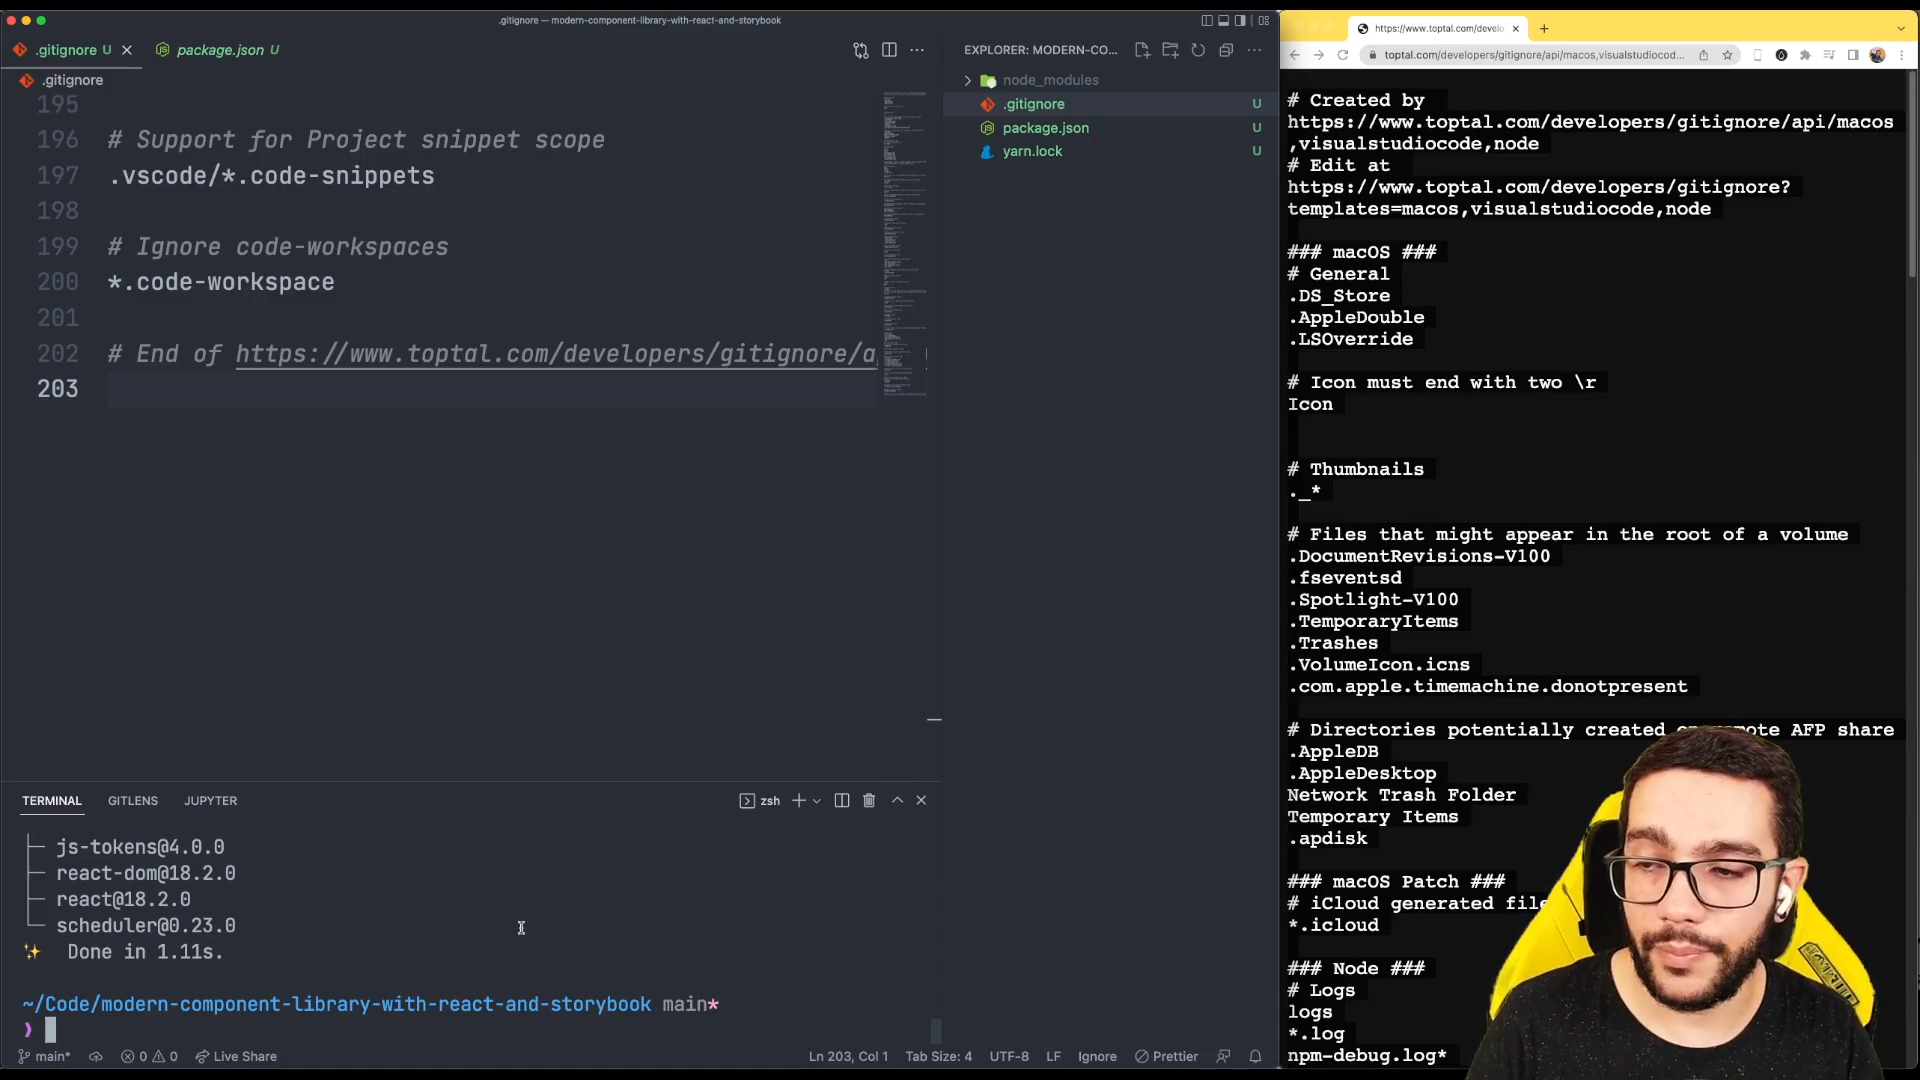 .gitignore — modern-component-library-with-react-and-storybook
.gitignore U
package.json U
.gitignore
195
196 # Support for Project snippet scope
197 .vscode/*.code-snippets
198
199 # Ignore code-workspaces
200 *.code-workspace
201
202 # End of https://www.toptal.com/developers/gitignore/a
203
TERMINAL
GITLENS
JUPYTER
zsh
js-tokens@4.0.0
react-dom@18.2.0
react@18.2.0
scheduler@0.23.0
✨ Done in 1.11s.
~/Code/modern-component-library-with-react-and-storybook main*
❯
main*
0 0
Live Share
Ln 203, Col 1
Tab Size: 4
UTF-8
LF
Ignore
Prettier
EXPLORER: MODERN-CO...
node_modules
.gitignore U
package.json U
yarn.lock U
https://www.toptal.com/develo
toptal.com/developers/gitignore/api/macos,visualstudiocod...
# Created by
https://www.toptal.com/developers/gitignore/api/macos
,visualstudiocode,node
# Edit at
https://www.toptal.com/developers/gitignore?
templates=macos,visualstudiocode,node
### macOS ###
# General
.DS_Store
.AppleDouble
.LSOverride
# Icon must end with two \r
Icon
# Thumbnails
._*
# Files that might appear in the root of a volume
.DocumentRevisions-V100
.fseventsd
.Spotlight-V100
.TemporaryItems
.Trashes
.VolumeIcon.icns
.com.apple.timemachine.donotpresent
# Directories potentially created AFP share
.AppleDB
.AppleDesktop
Network Trash Folder
Temporary Items
.apdisk
### macOS Patch ###
# iCloud generated file
*.icloud
### Node ###
# Logs
logs
*.log
npm-debug.log*